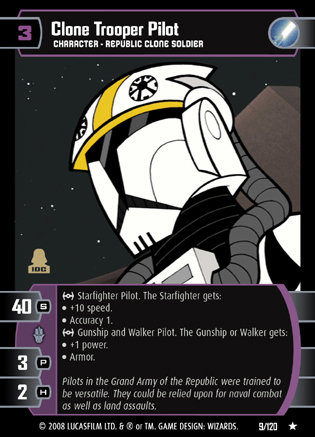 3
Clone Trooper Pilot
CHARACTER - REPUBLIC CLONE SOLDIER
IDC
40 S
Starfighter Pilot. The Starfighter gets:
• +10 speed.
• Accuracy 1.
Gunship and Walker Pilot. The Gunship or Walker gets:
• +1 power.
• Armor.
3 P
2 H
Pilots in the Grand Army of the Republic were trained to
be versatile. They could be relied upon for naval combat
as well as land assaults.
© 2008 LUCASFILM LTD. & ® or TM. GAME DESIGN: WIZARDS. 9/120 ★